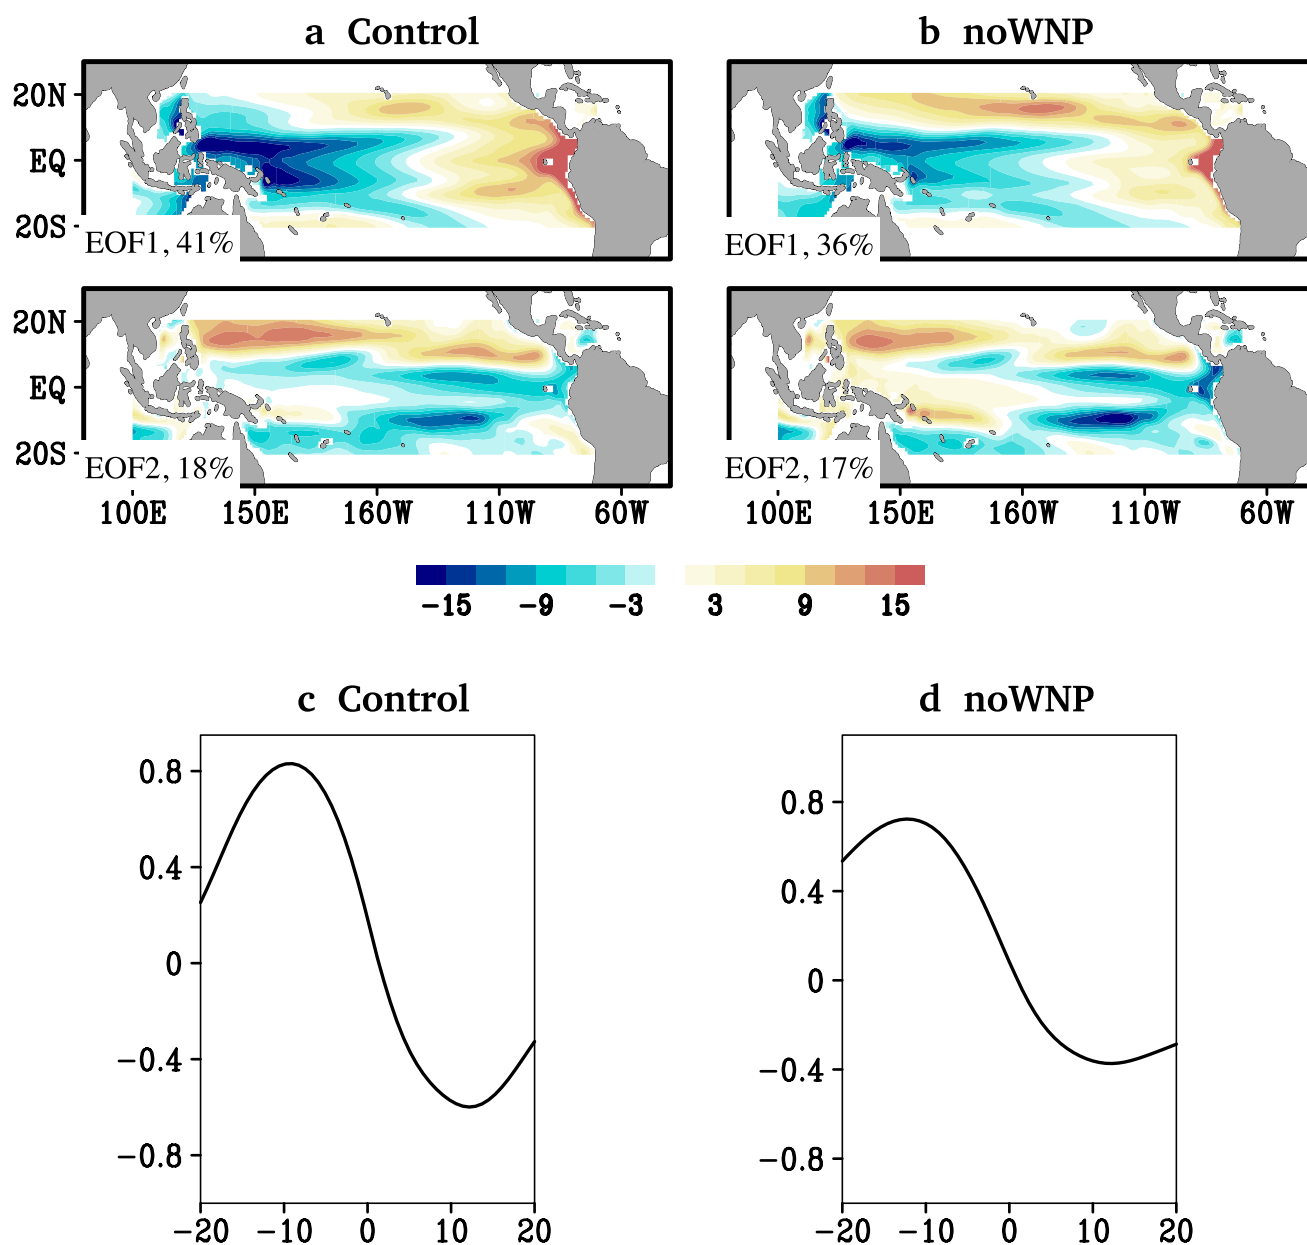 a Control
b noWNP
20N
EQ
20S
EOF1, 41%
EOF1, 36%
20N
EQ
20S
EOF2, 18%
EOF2, 17%
100E 150E 160W 110W 60W
100E 150E 160W 110W 60W
−15 −9 −3 3 9 15
c Control
d noWNP
0.8
0.4
0
−0.4
−0.8
−20 −10 0 10 20
0.8
0.4
0
−0.4
−0.8
−20 −10 0 10 20